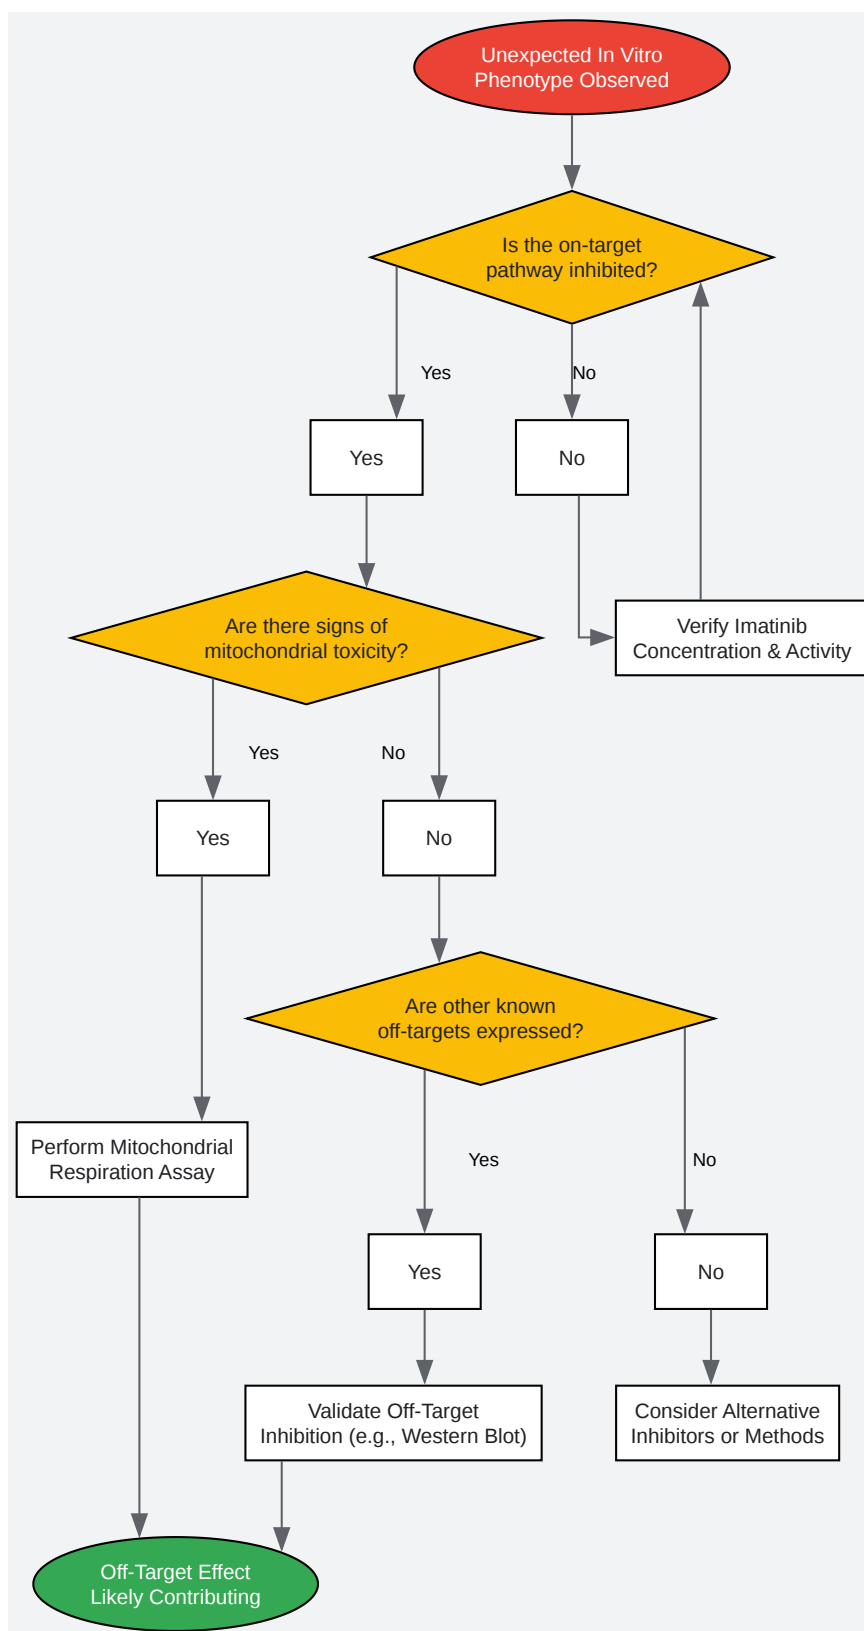 Unexpected In Vitro
Phenotype Observed
Is the on-target
pathway inhibited?
Yes
No
Yes
No
Verify Imatinib
Concentration & Activity
Are there signs of
mitochondrial toxicity?
Yes
No
Yes
No
Are other known
off-targets expressed?
Perform Mitochondrial
Respiration Assay
Yes
No
Yes
No
Validate Off-Target
Inhibition (e.g., Western Blot)
Consider Alternative
Inhibitors or Methods
Off-Target Effect
Likely Contributing